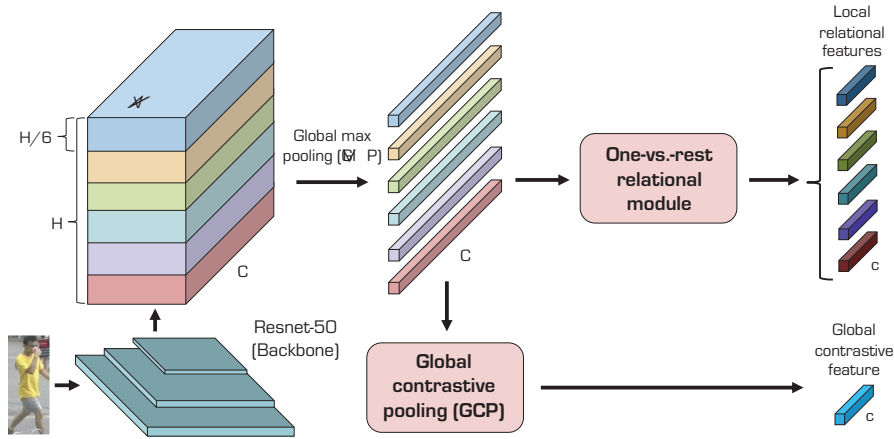 Local
relational
features
H/6
Global max
pooling (GMP)
One-vs.-rest
relational
module
H
C
C
c
Resnet-50
(Backbone)
Global
contrastive
pooling (GCP)
Global
contrastive
feature
c